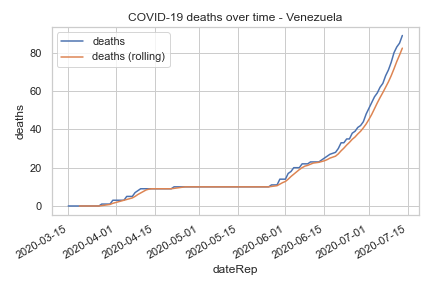 COVID-19 deaths over time - Venezuela
deaths
deaths (rolling)
deaths
80
60
40
20
0
2020-03-15
2020-04-01
2020-04-15
2020-05-01
2020-05-15
2020-06-01
2020-06-15
2020-07-01
2020-07-15
dateRep